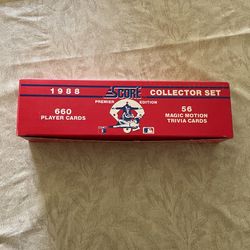 1988 SCORE COLLECTOR SET
PREMIER EDITION
660
PLAYER CARDS
56
MAGIC MOTION
TRIVIA CARDS